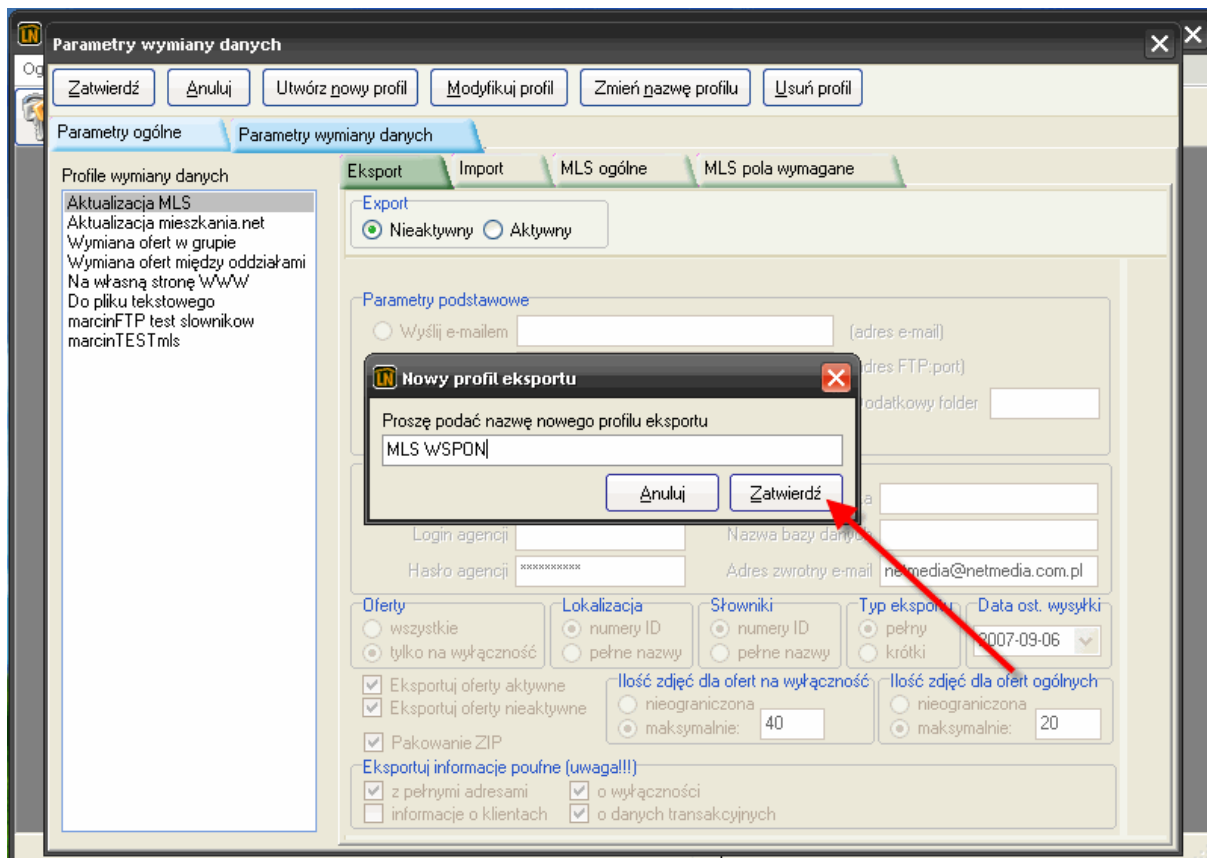 LN
Parametry wymiany danych
Og
Zatwierdź Anuluj Utwórz nowy profil Modyfikuj profil Zmień nazwę profilu Usuń profil
Parametry ogólne Parametry wymiany danych
Profile wymiany danych
Aktualizacja MLS
Aktualizacja mieszkania.net
Wymiana ofert w grupie
Wymiana ofert między oddziałami
Na własną stronę WWW
Do pliku tekstowego
marcinFTP test slownikow
marcinTESTmls
Eksport Import MLS ogólne MLS pola wymagane
Export
Nieaktywny Aktywny
Parametry podstawowe
Wyślij e-mailem (adres e-mail)
dres FTP:port)
odatkowy folder
LN Nowy profil eksportu
Proszę podać nazwę nowego profilu eksportu
MLS WSPON
Anuluj Zatwierdź
Login agencji Nazwa bazy danych
Hasło agencji ********** Adres zwrotny e-mail netmedia@netmedia.com.pl
Oferty Lokalizacja Słowniki Typ eksportu Data ost. wysyłki
wszystkie numery ID numery ID pełny 2007-09-06
tylko na wyłączność pełne nazwy pełne nazwy krótki
Eksportuj oferty aktywne Ilość zdjęć dla ofert na wyłączność Ilość zdjęć dla ofert ogólnych
Eksportuj oferty nieaktywne nieograniczona nieograniczona
maksymalnie: 40 maksymalnie: 20
Pakowanie ZIP
Eksportuj informacje poufne (uwaga!!!)
z pełnymi adresami o wyłączności
informacje o klientach o danych transakcyjnych